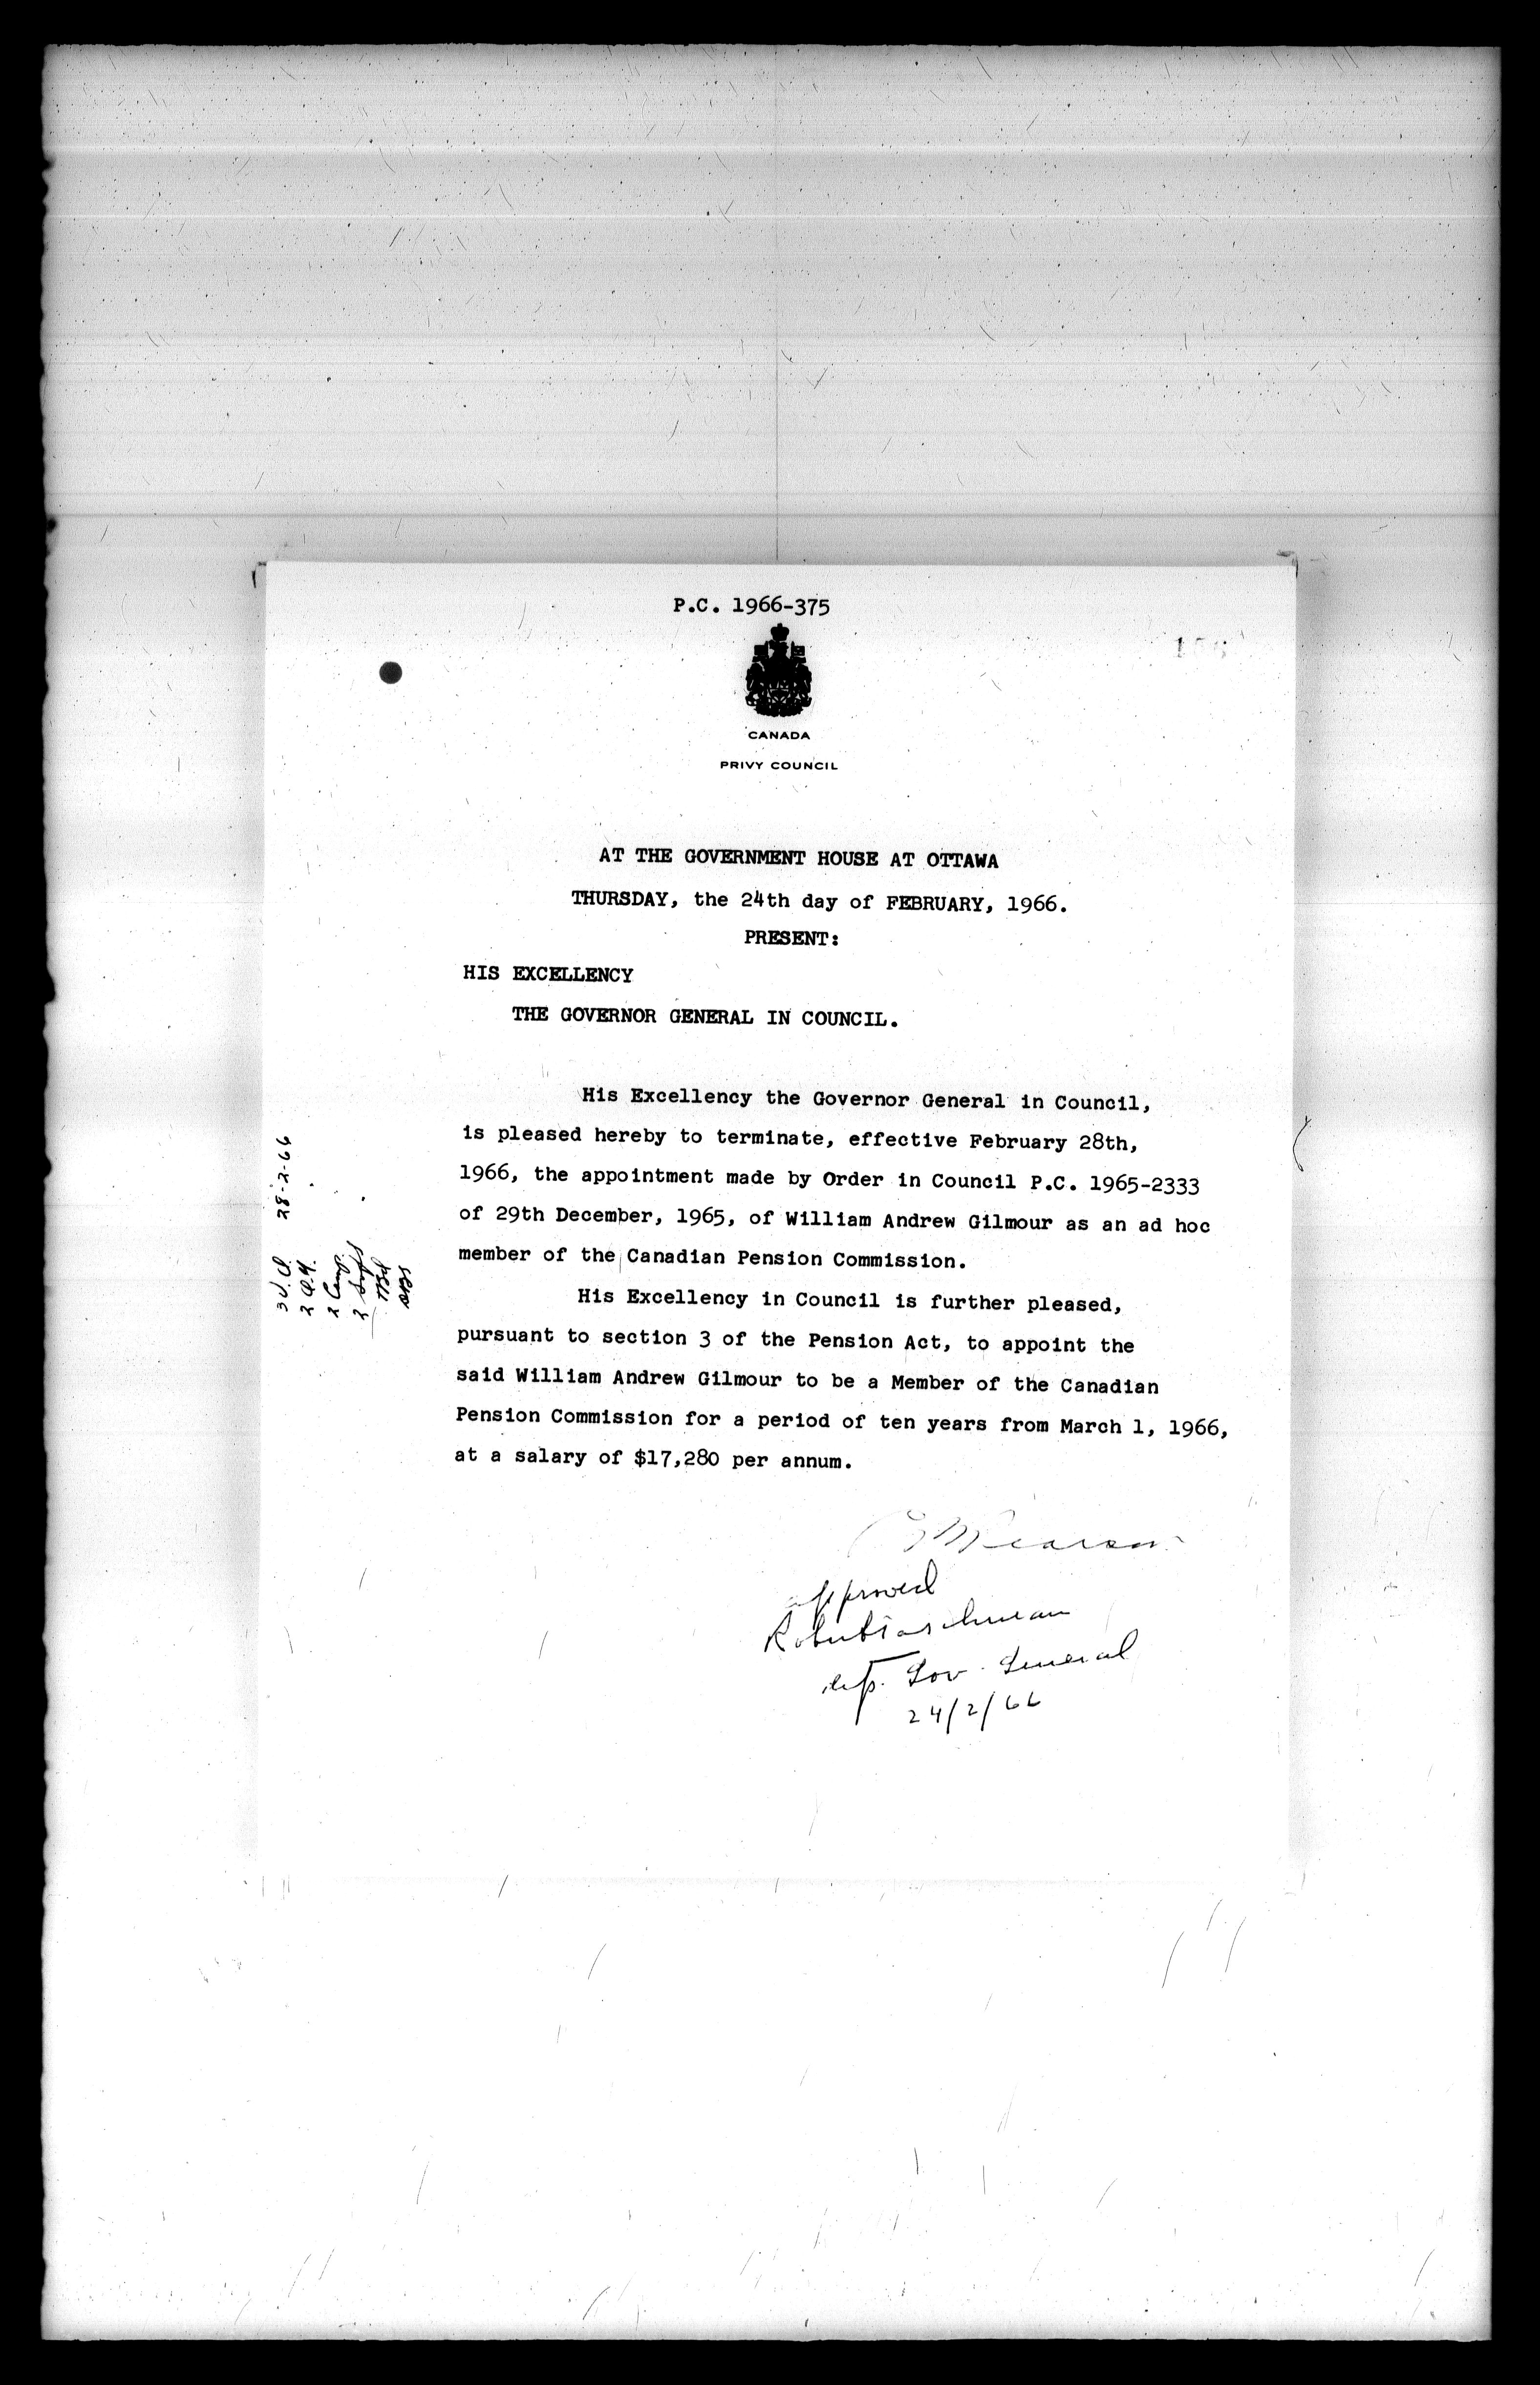 P.C. 1966-375
CANADA
PRIVY COUNCIL
AT THE GOVERNMENT HOUSE AT OTTAWA
THURSDAY, the 24th day of FEBRUARY, 1966.
PRESENT:
HIS EXCELLENCY
THE GOVERNOR GENERAL IN COUNCIL.
His Excellency the Governor General in Council,
is pleased hereby to terminate, effective February 28th,
1966, the appointment made by Order in Council P.C. 1965-2333
of 29th December, 1965, of William Andrew Gilmour as an ad hoc
member of the Canadian Pension Commission.
His Excellency in Council is further pleased,
pursuant to section 3 of the Pension Act, to appoint the
said William Andrew Gilmour to be a Member of the Canadian
Pension Commission for a period of ten years from March 1, 1966,
at a salary of $17,280 per annum.
Pearson
approved
Robert Taschereau
dep. Gov. General
24/2/66
28-2-66